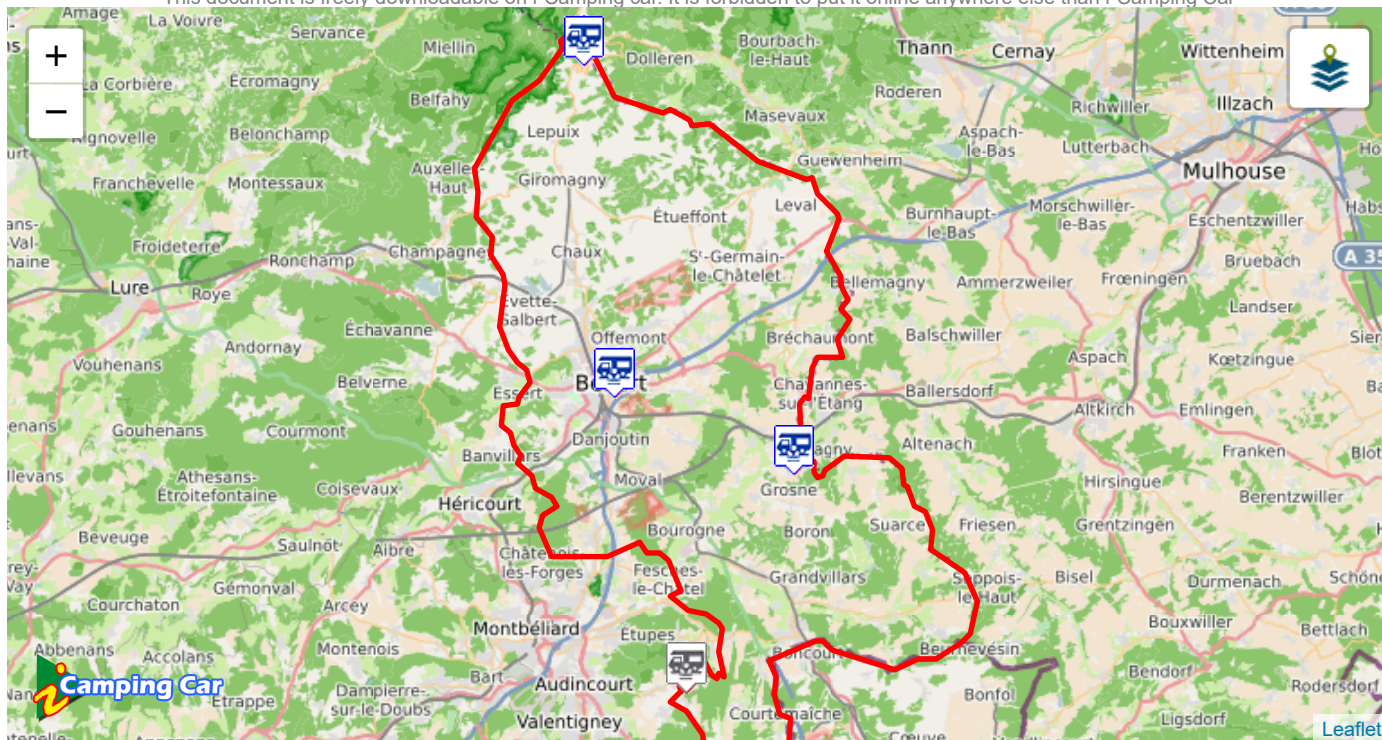 This document is freely downloadable on i-Camping car. It is forbidden to put it online anywhere else than i-Camping Car
Amage
La Voivre
Servance
Miellin
Dolleren
Bourbach-
le-Haut
Thann
Cernay
Wittenheim
+
−
La Corbière
Écromagny
Belfahy
Masevaux
Roderen
Richwiller
Illzach
Belonchamp
Lepuix
Aspach-
le-Bas
Lutterbach
Guewenheim
Mulhouse
Franchevelle
Montessaux
Giromagny
Étueffont
Leval
Burnhaupt-
le-Bas
Morschwiller-
le-Bas
Eschentzwiller
Froideterre
Ronchamp
Chaux
Sᵗ-Germain-
le-Châtelet
Bruebach
A 35
Lure
Roye
Bellemagny
Ammerzweiler
Frœningen
Landser
Evette-
Salbert
Échavanne
Offemont
Bréchaumont
Balschwiller
Andornay
Vouhenans
Aspach
Kœtzingue
Belverne
Essert
Ballersdorf
Altkirch
Emlingen
Gouhenans
Courmont
Danjoutin
Altenach
Franken
Banvillars
Athesans-
Étroitefontaine
Coisevaux
Moval
Grosne
Hirsingue
Berentzwiller
Héricourt
Beveuge
Saulnot
Aibre
Bourogne
Boron
Suarce
Friesen
Grentzingen
Châtenois-
les-Forges
Fesches-
le-Châtel
Grandvillars
Seppois-
le-Haut
Bisel
Durmenach
Gémonval
Courchaton
Arcey
Bouxwiller
Bettlach
Montbéliard
Étupes
Abbenans
Accolans
Montenois
Boncourt
Beurnevésin
Bendorf
Rodersdorf
Camping Car
Etrappe
Dampierre-
sur-le-Doubs
Bart
Audincourt
Valentigney
Courtemaîche
Bonfol
Ligsdorf
Leaflet